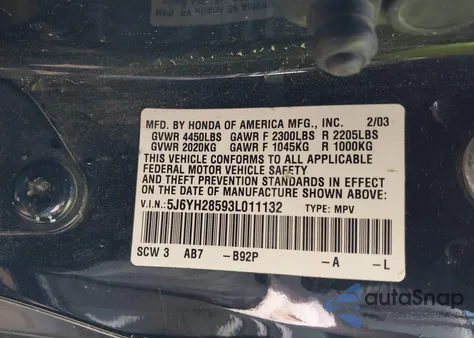 MFD. BY HONDA OF AMERICA MFG., INC. 2/03
GVWR 4450LBS GAWR F 2300LBS R 2205LBS
GVWR 2020KG GAWR F 1045KG R 1000KG
THIS VEHICLE CONFORMS TO ALL APPLICABLE
FEDERAL MOTOR VEHICLE SAFETY
AND THEFT PREVENTION STANDARDS IN EFFECT
ON THE DATE OF MANUFACTURE SHOWN ABOVE.
V.I.N.:5J6YH28593L011132 TYPE: MPV
SCW 3 AB7 -B92P -A -L
autoSnap